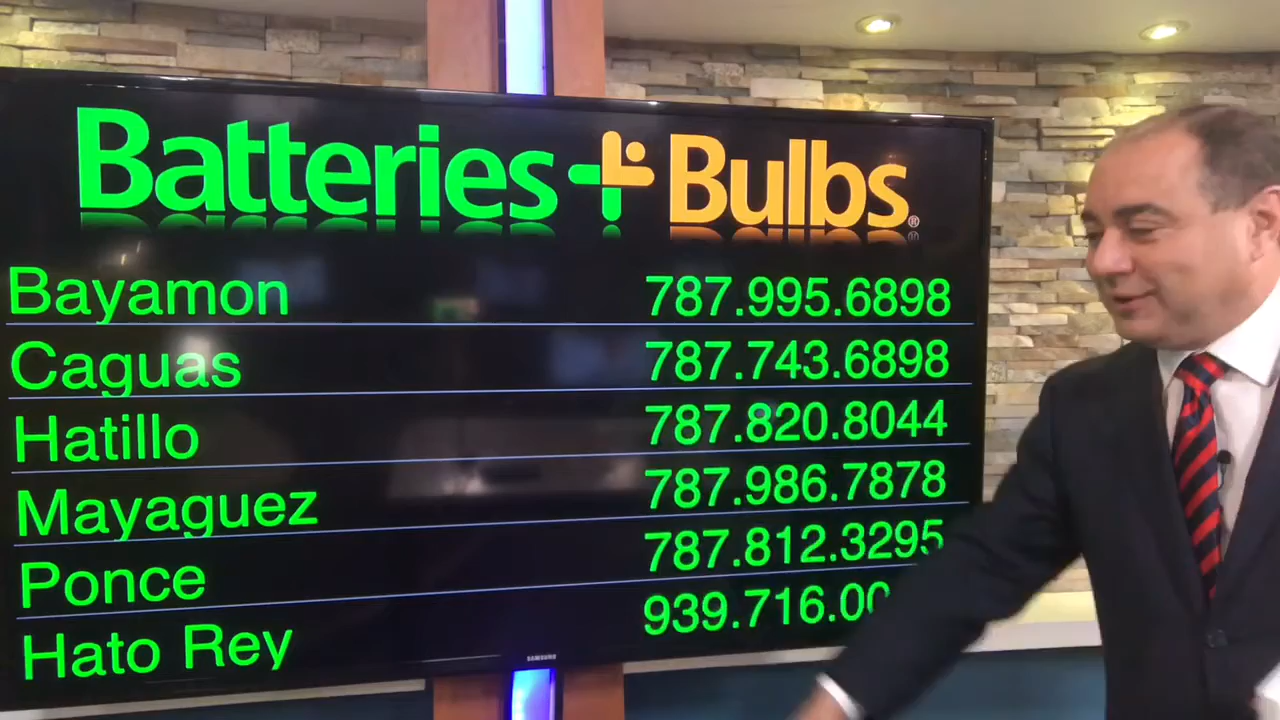 Batteries + Bulbs®
Bayamon 787.995.6898
Caguas 787.743.6898
Hatillo 787.820.8044
Mayaguez 787.986.7878
Ponce 787.812.3295
Hato Rey 939.716.00
SAMSUNG